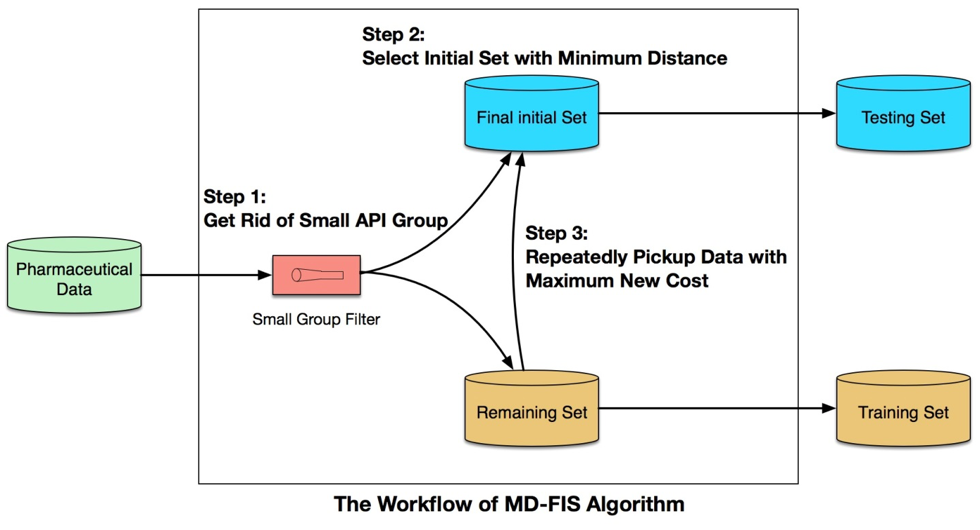 Step 2:
Select Initial Set with Minimum Distance
Final initial Set
Testing Set
Step 1:
Get Rid of Small API Group
Step 3:
Repeatedly Pickup Data with
Maximum New Cost
Pharmaceutical
Data
Small Group Filter
Remaining Set
Training Set
The Workflow of MD-FIS Algorithm